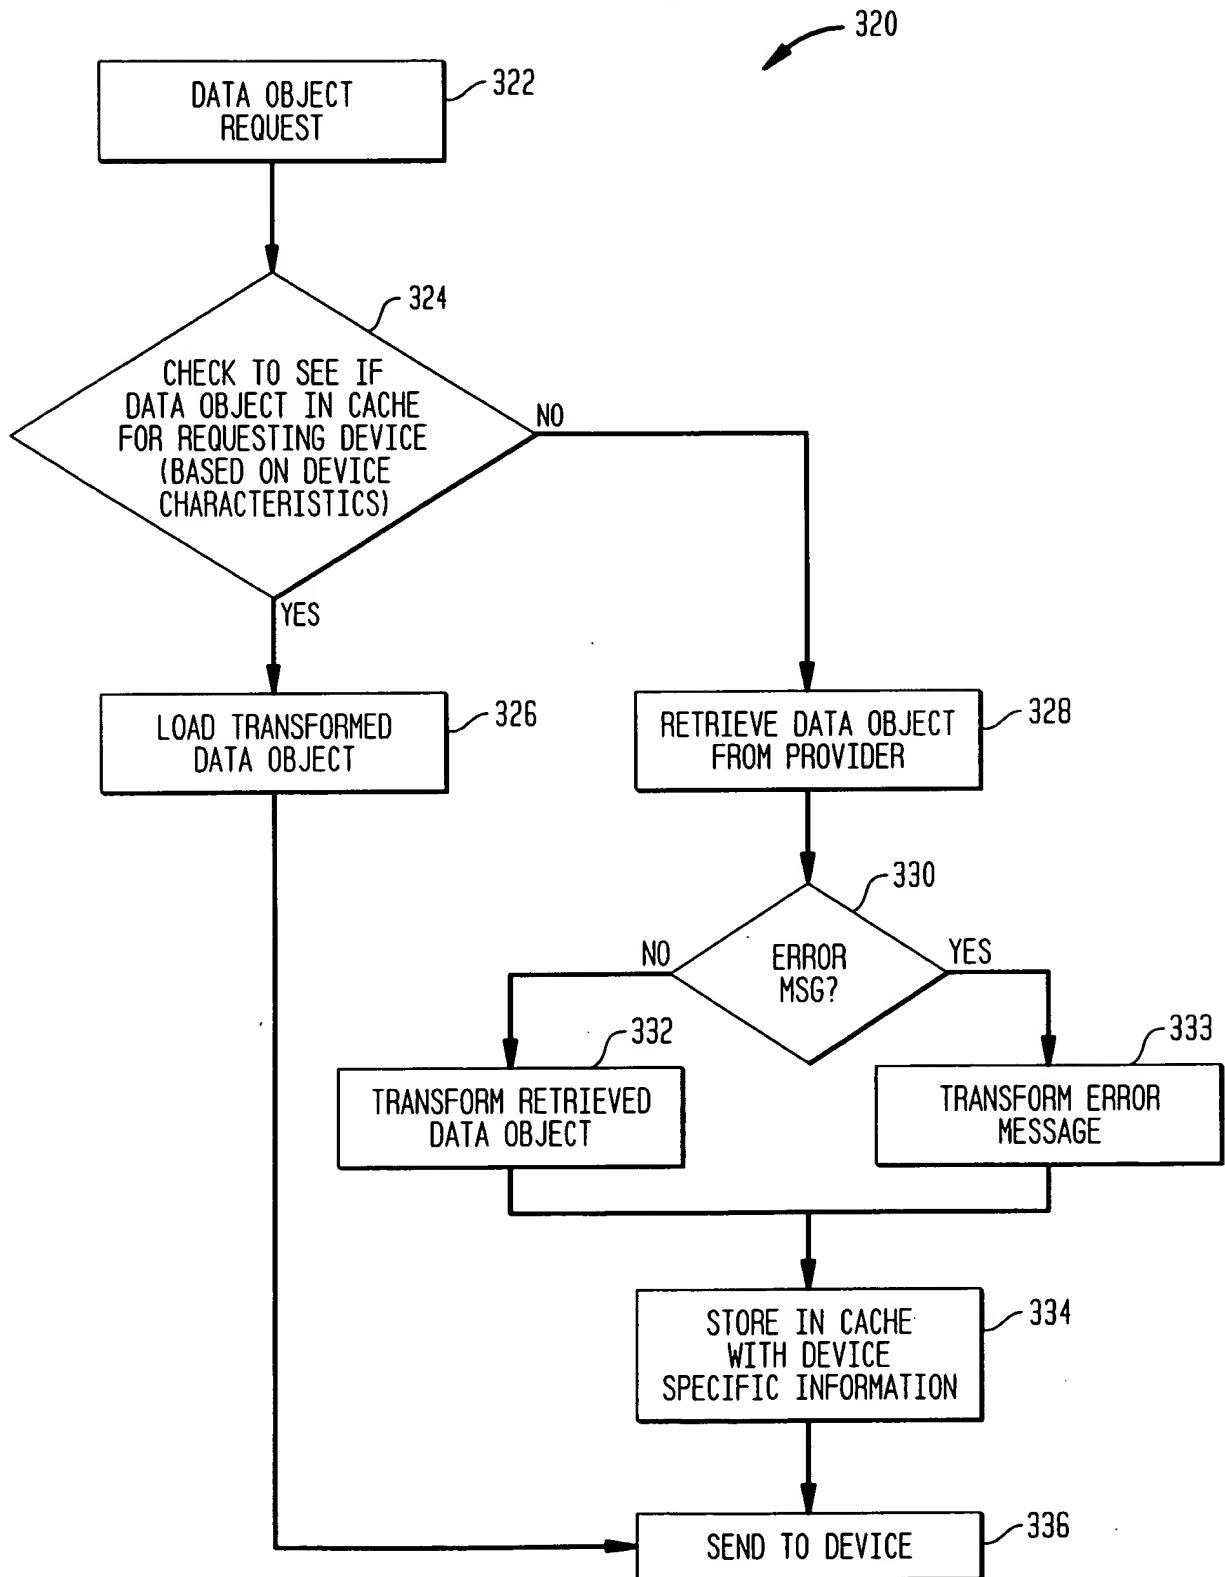 320
DATA OBJECT
REQUEST
322
324
CHECK TO SEE IF
DATA OBJECT IN CACHE
FOR REQUESTING DEVICE
(BASED ON DEVICE
CHARACTERISTICS)
NO
YES
LOAD TRANSFORMED
DATA OBJECT
326
RETRIEVE DATA OBJECT
FROM PROVIDER
328
330
ERROR
MSG?
NO
YES
332
TRANSFORM RETRIEVED
DATA OBJECT
333
TRANSFORM ERROR
MESSAGE
STORE IN CACHE
WITH DEVICE
SPECIFIC INFORMATION
334
SEND TO DEVICE
336